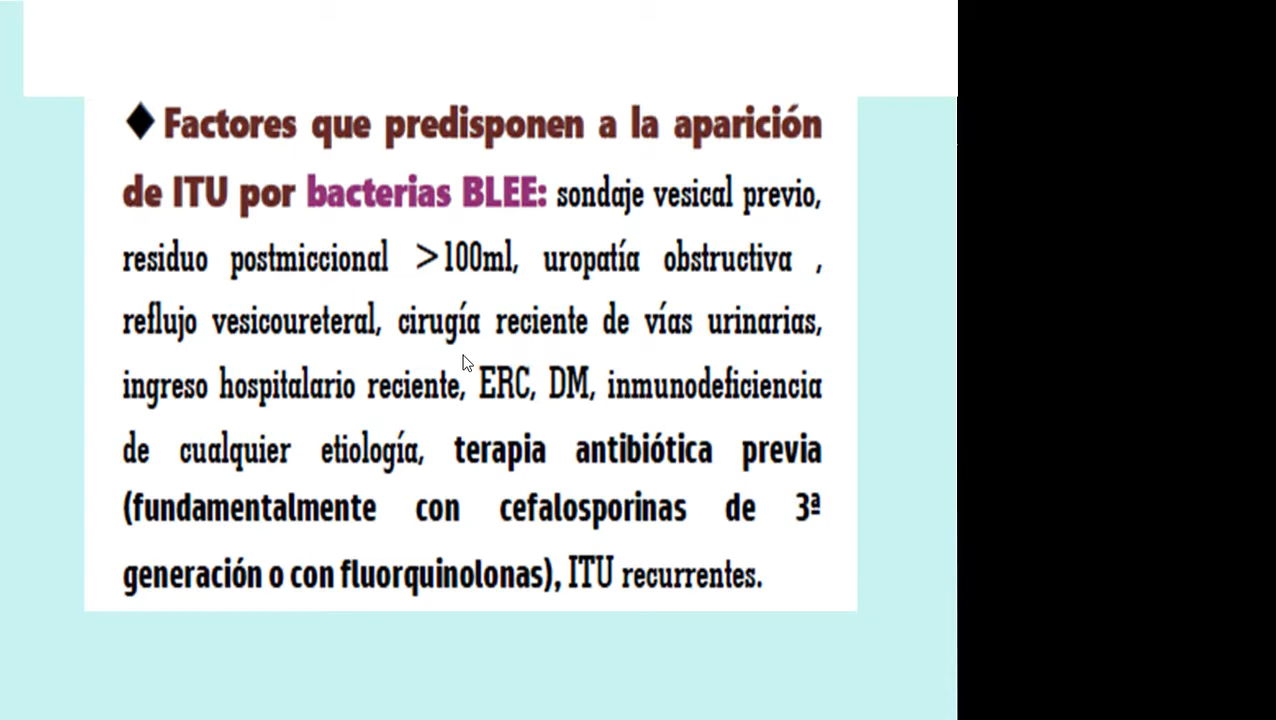 ♦Factores que predisponen a la aparición
de ITU por bacterias BLEE: sondaje vesical previo,
residuo postmiccional >100ml, uropatía obstructiva ,
reflujo vesicoureteral, cirugía reciente de vías urinarias,
ingreso hospitalario reciente, ERC, DM, inmunodeficiencia
de cualquier etiología, terapia antibiótica previa
(fundamentalmente con cefalosporinas de 3ª
generación o con fluorquinolonas), ITU recurrentes.